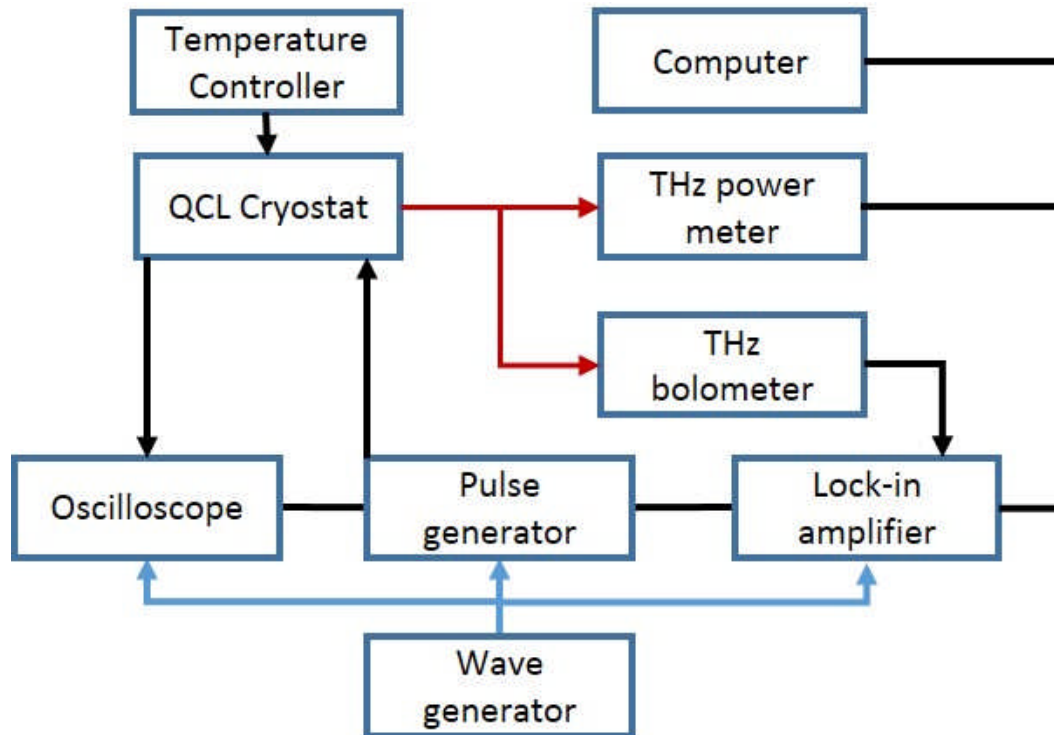 Temperature
Controller
Computer
QCL Cryostat
THz power
meter
THz
bolometer
Oscilloscope
Pulse
generator
Lock-in
amplifier
Wave
generator